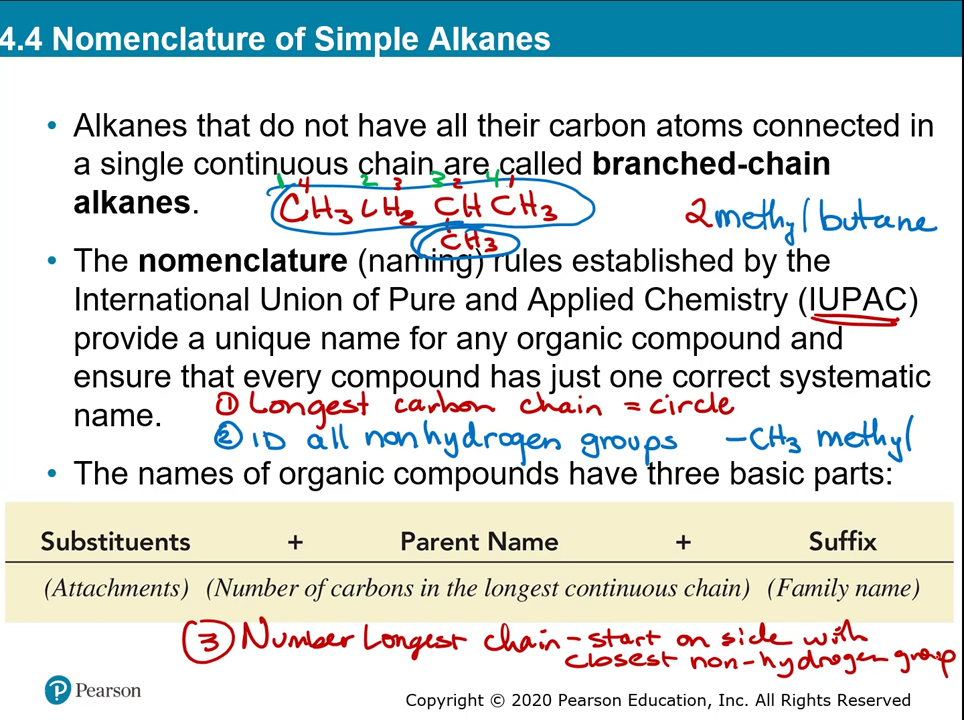 4.4 Nomenclature of Simple Alkanes
• Alkanes that do not have all their carbon atoms connected in
a single continuous chain are called branched-chain
alkanes.
1 4 2 3 3 2 4 1
CH3 CH2 CH CH3
CH3
2methyl butane
• The nomenclature (naming) rules established by the
International Union of Pure and Applied Chemistry (IUPAC)
provide a unique name for any organic compound and
ensure that every compound has just one correct systematic
name.
① Longest carbon chain = circle
② ID all nonhydrogen groups -CH3 methyl
• The names of organic compounds have three basic parts:
Substituents + Parent Name + Suffix
(Attachments) (Number of carbons in the longest continuous chain) (Family name)
③ Number Longest chain - start on side with
closest non-hydrogen group
P Pearson
Copyright © 2020 Pearson Education, Inc. All Rights Reserved